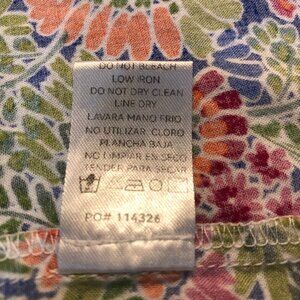 DO NOT BLEACH
LOW IRON
DO NOT DRY CLEAN
LINE DRY
LAVARA MANO FRIO
NO UTILIZAR CLORO
PLANCHA BAJA
NO LIMPIAR EN SECO
TENDER PARA SECAR
PO# 114326